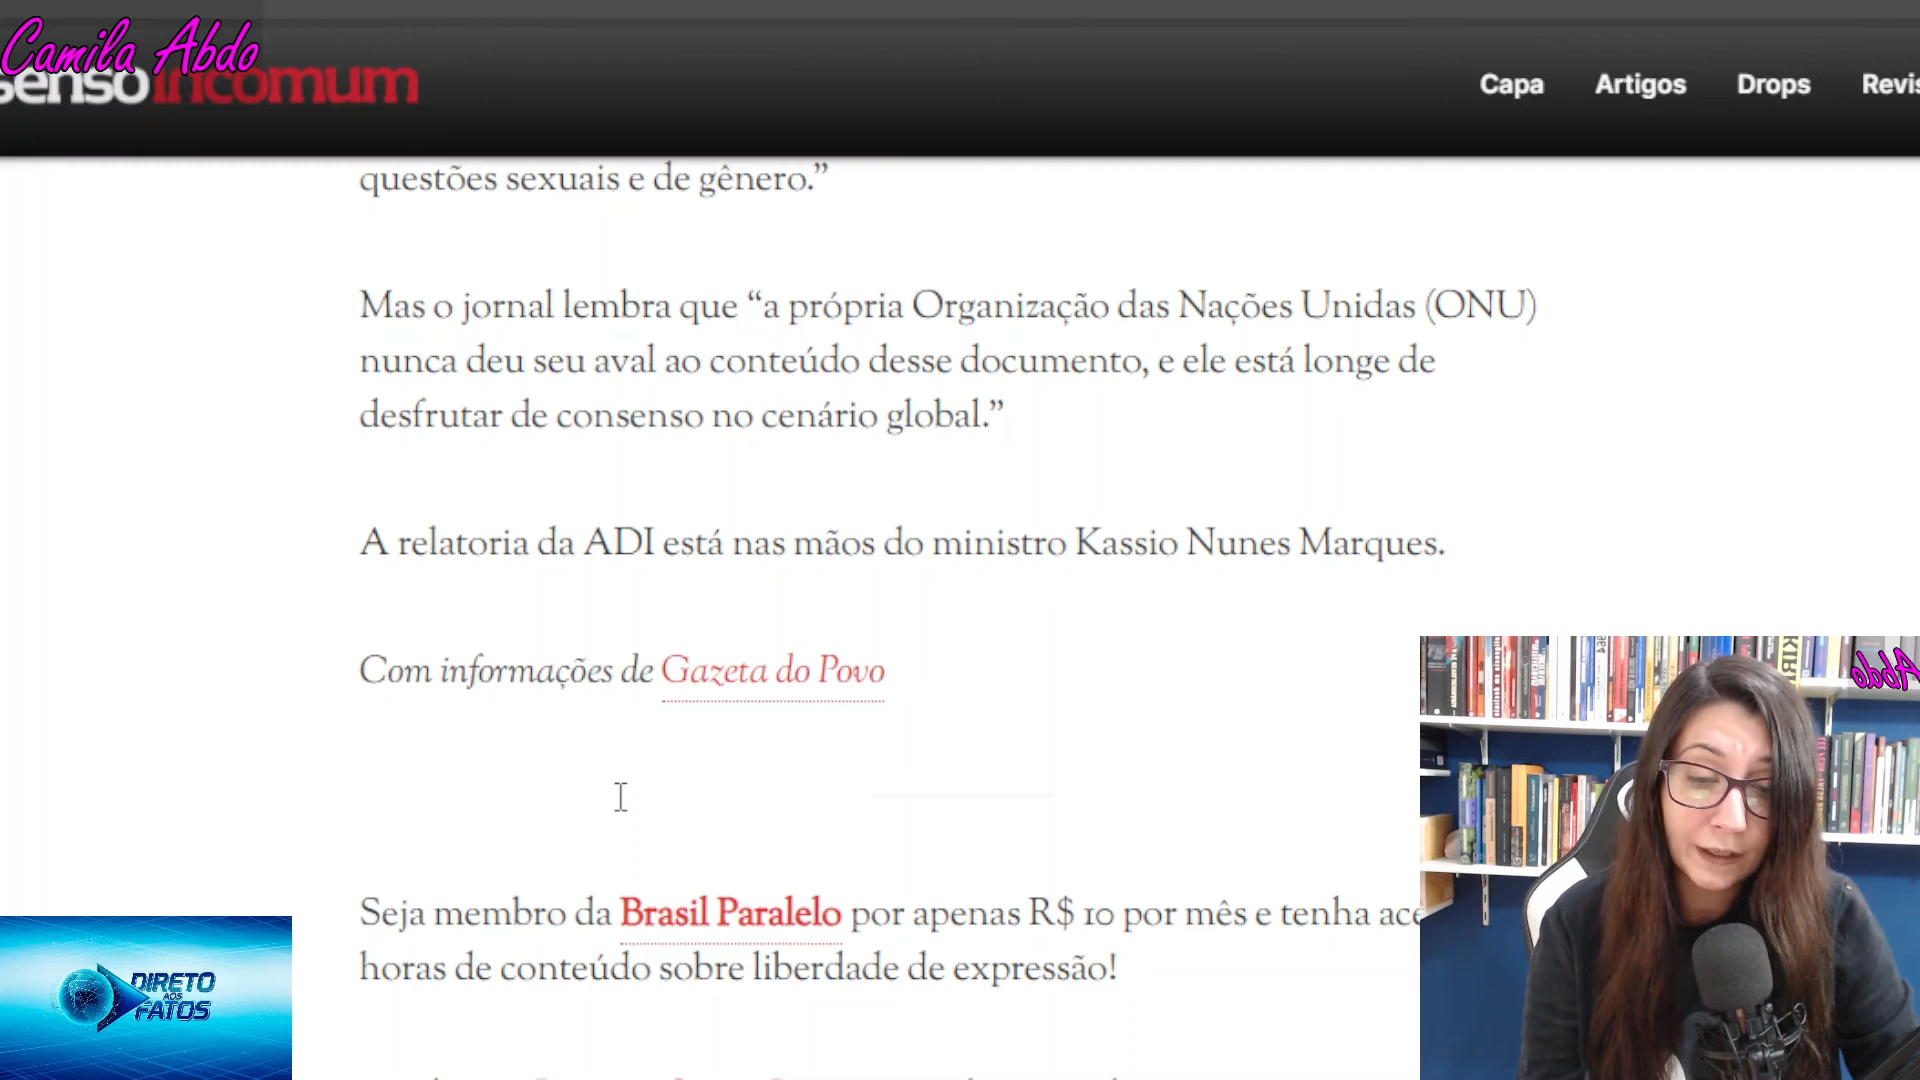 Camila Abdo
senso incomum
Capa Artigos Drops
questões sexuais e de gênero.”
Mas o jornal lembra que “a própria Organização das Nações Unidas (ONU)
nunca deu seu aval ao conteúdo desse documento, e ele está longe de
desfrutar de consenso no cenário global.”
A relatoria da ADI está nas mãos do ministro Kassio Nunes Marques.
Com informações de Gazeta do Povo
Abdo
Seja membro da Brasil Paralelo por apenas R$ 10 por mês e tenha
horas de conteúdo sobre liberdade de expressão!
DIRETO
AOS
FATOS